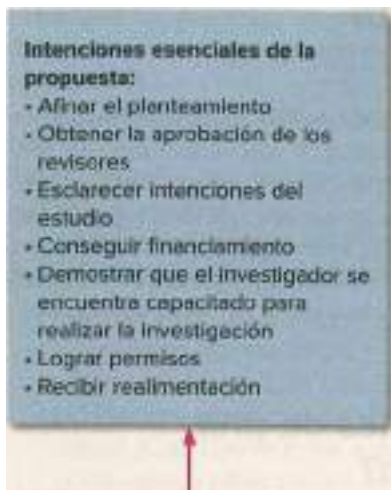 Intenciones esenciales de la
propuesta:
• Afinar el planteamiento
• Obtener la aprobación de los
revisores
• Esclarecer intenciones del
estudio
• Conseguir financiamiento
• Demostrar que el investigador se
encuentra capacitado para
realizar la investigación
• Lograr permisos
• Recibir realimentación